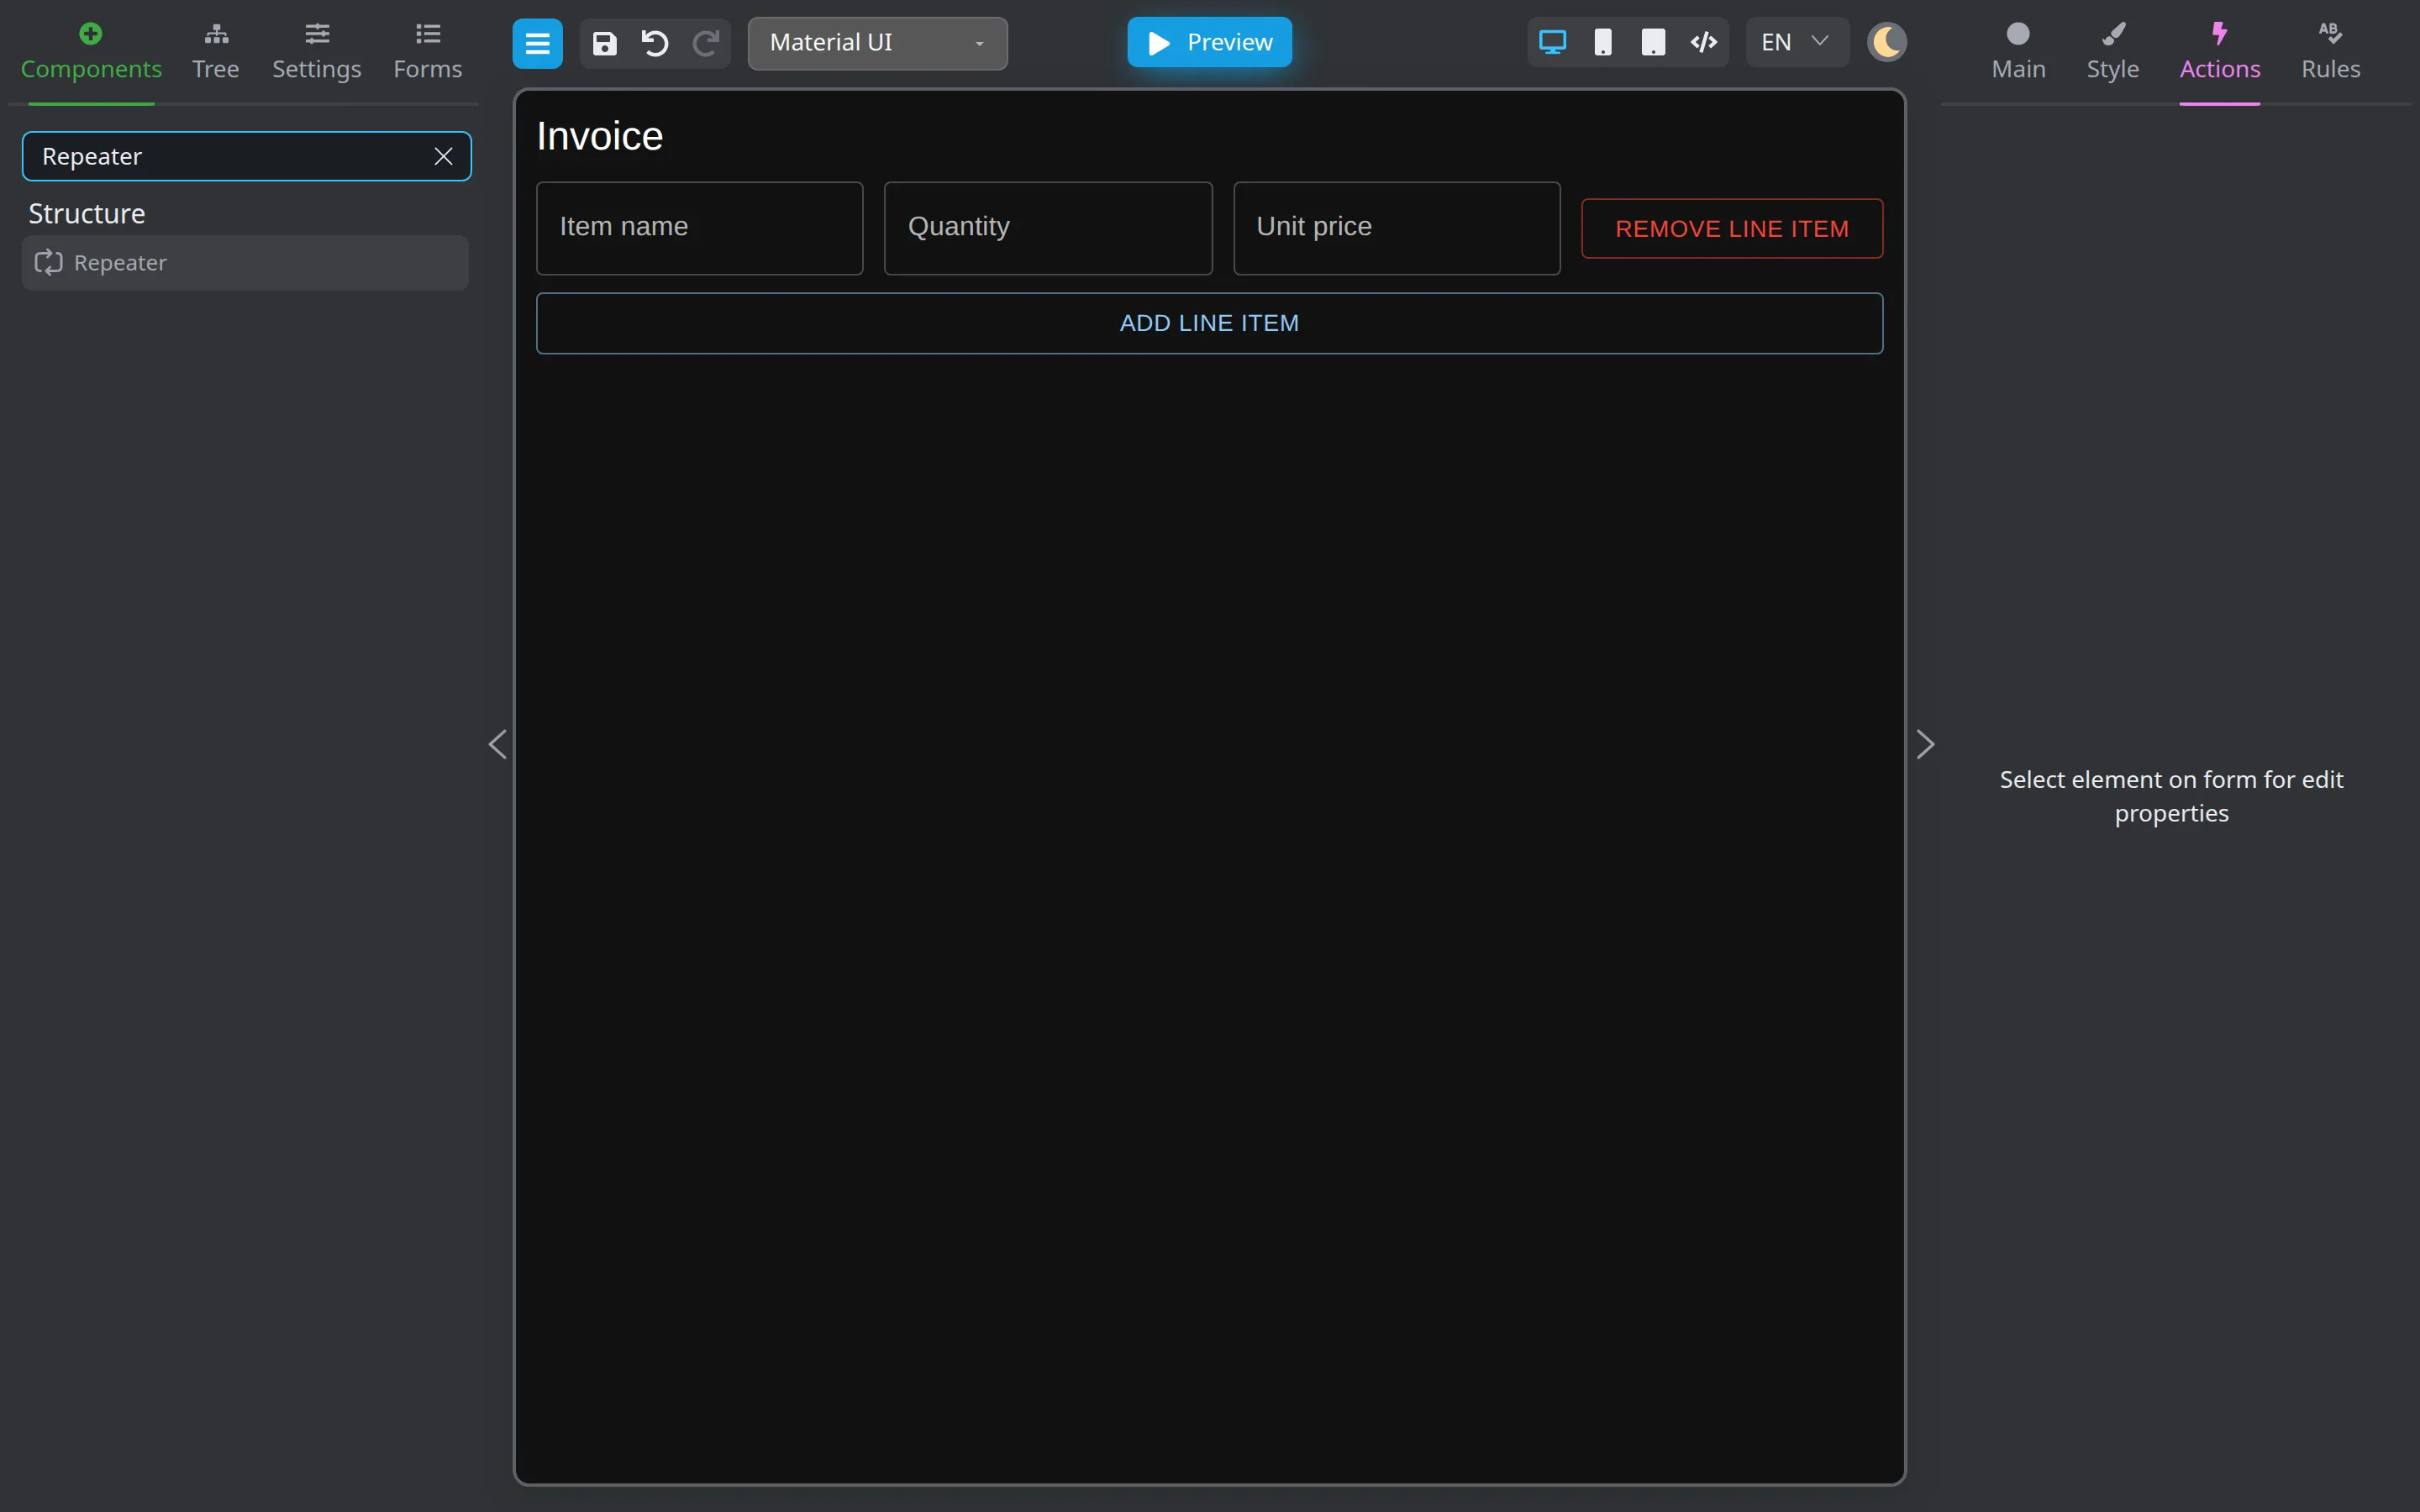 Components
Tree
Settings
Forms
Material UI
Preview
EN
Main
Style
Actions
AB
Rules
Repeater
Structure
Repeater
Invoice
Item name
Quantity
Unit price
REMOVE LINE ITEM
ADD LINE ITEM
Select element on form for edit
properties